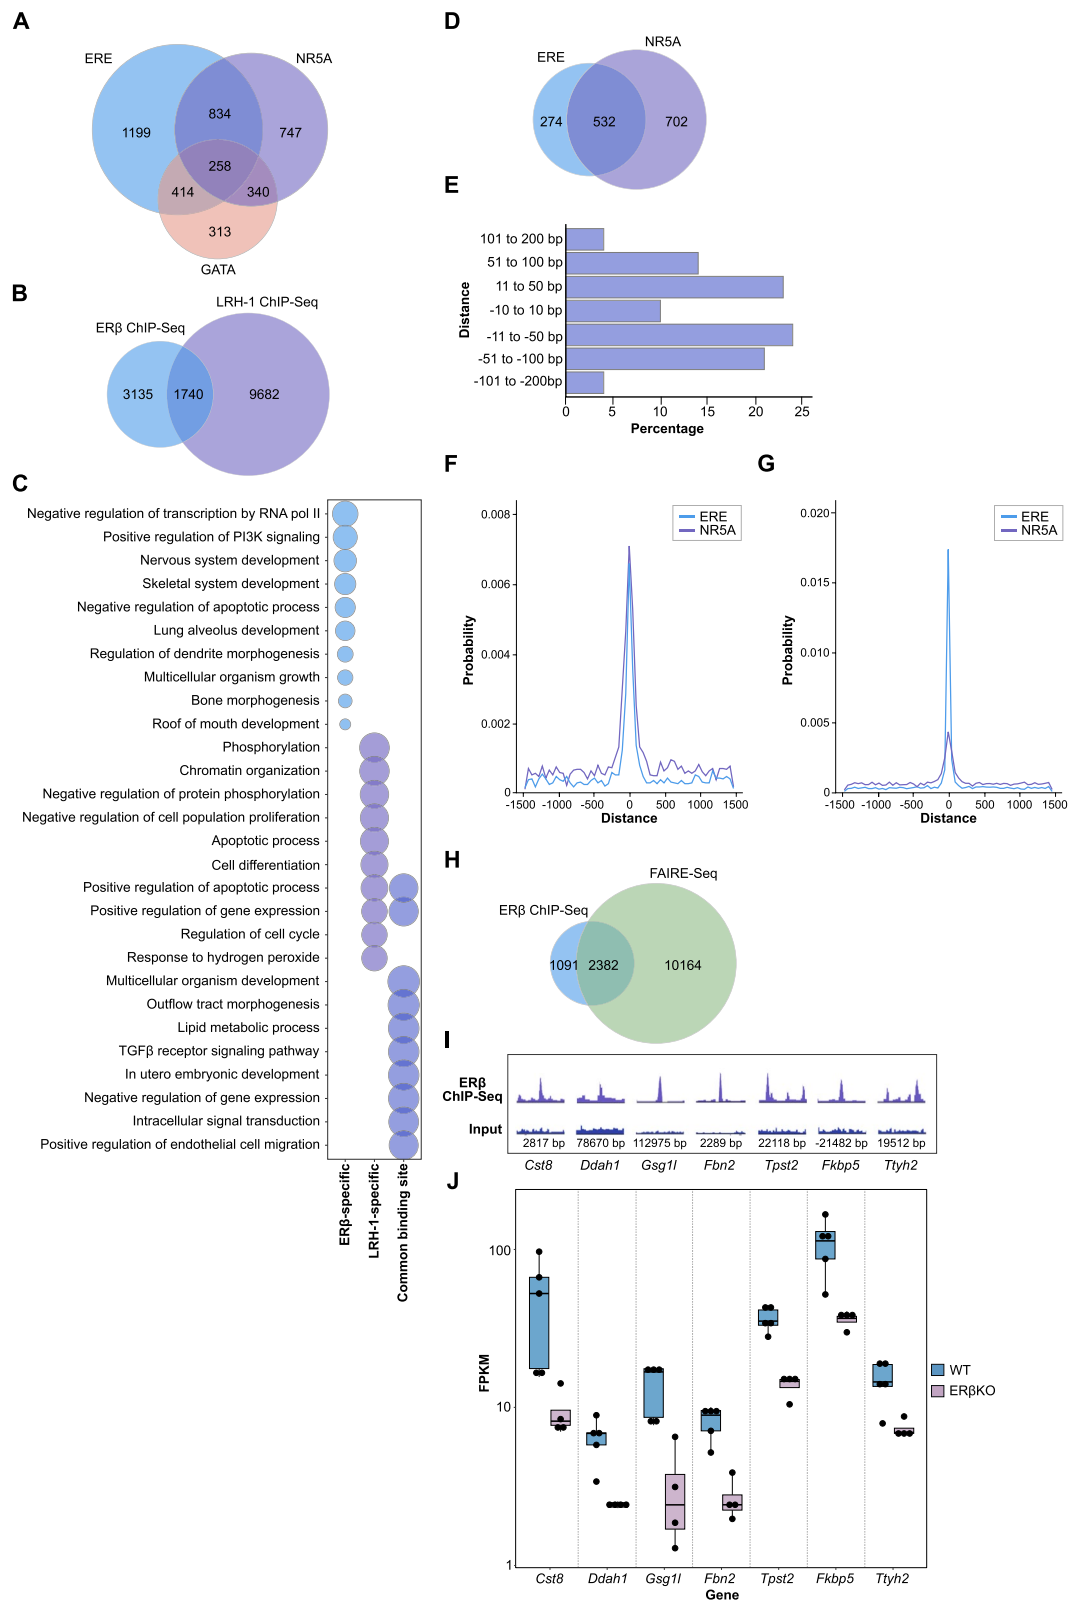 A
ERE
NR5A
834
1199
747
258
414
340
313
GATA
B
LRH-1 ChIP-Seq
ERβ ChIP-Seq
3135
1740
9682
C
Negative regulation of transcription by RNA pol II
Positive regulation of PI3K signaling
Nervous system development
Skeletal system development
Negative regulation of apoptotic process
Lung alveolus development
Regulation of dendrite morphogenesis
Multicellular organism growth
Bone morphogenesis
Roof of mouth development
Phosphorylation
Chromatin organization
Negative regulation of protein phosphorylation
Negative regulation of cell population proliferation
Apoptotic process
Cell differentiation
Positive regulation of apoptotic process
Positive regulation of gene expression
Regulation of cell cycle
Response to hydrogen peroxide
Multicellular organism development
Outflow tract morphogenesis
Lipid metabolic process
TGFβ receptor signaling pathway
In utero embryonic development
Negative regulation of gene expression
Intracellular signal transduction
Positive regulation of endothelial cell migration
ERβ-specific
LRH-1-specific
Common binding site
D
NR5A
ERE
274
532
702
E
Distance
101 to 200 bp
51 to 100 bp
11 to 50 bp
-10 to 10 bp
-11 to -50 bp
-51 to -100 bp
-101 to -200bp
0 5 10 15 20 25
Percentage
F
Probability
0.008
0.006
0.004
0.002
0
ERE
NR5A
-1500 -1000 -500 0 500 1000 1500
Distance
G
Probability
0.020
0.015
0.010
0.005
0
ERE
NR5A
-1500 -1000 -500 0 500 1000 1500
Distance
H
FAIRE-Seq
ERβ ChIP-Seq
1091
2382
10164
I
ERβ
ChIP-Seq
Input
2817 bp 78670 bp 112975 bp 2289 bp 22118 bp -21482 bp 19512 bp
Cst8 Ddah1 Gsg1l Fbn2 Tpst2 Fkbp5 Ttyh2
J
FPKM
100
10
1
WT
ERβKO
Cst8 Ddah1 Gsg1l Fbn2 Tpst2 Fkbp5 Ttyh2
Gene